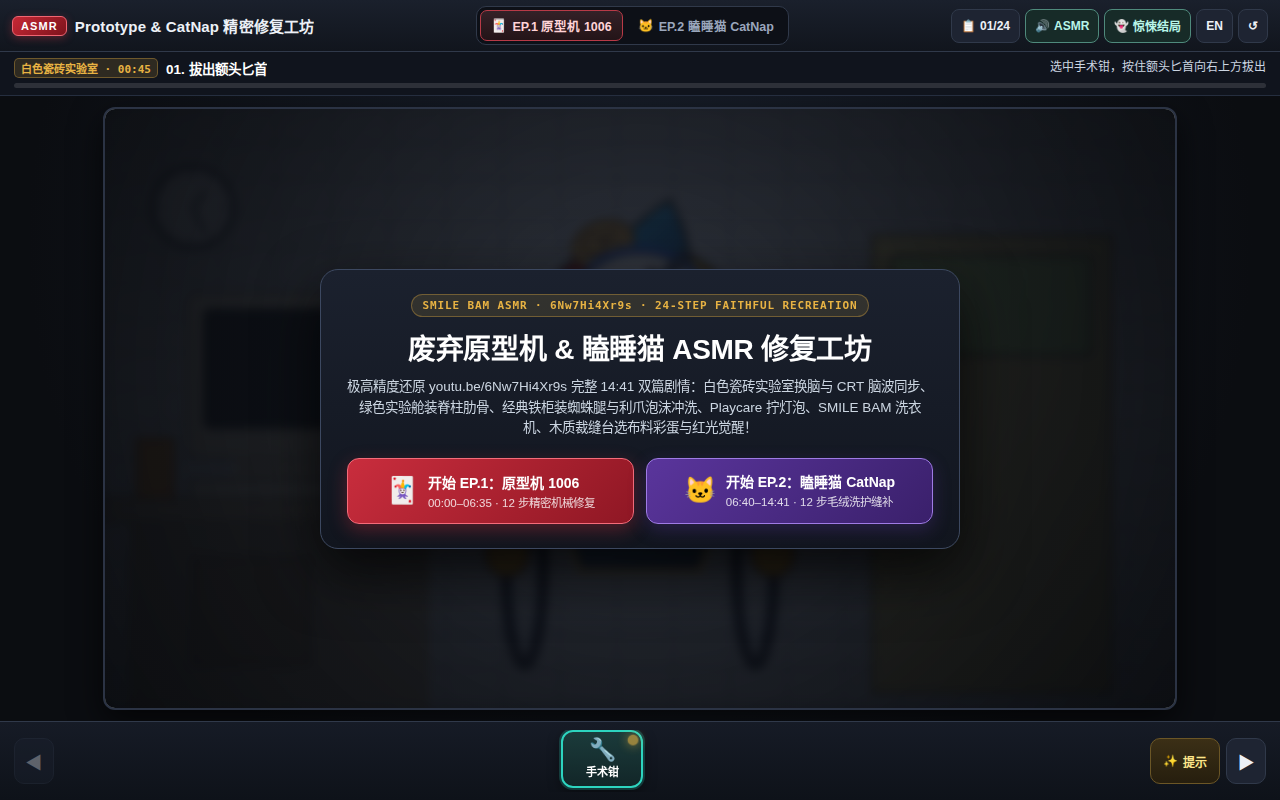 ASMR Prototype & CatNap 精密修复工坊
🃏 EP.1 原型机 1006
🐱 EP.2 瞌睡猫 CatNap
📋 01/24
🔊 ASMR
👻 惊悚结局
EN
↺
白色瓷砖实验室 · 00:45 01. 拔出额头匕首
选中手术钳，按住额头匕首向右上方拔出
SMILE BAM ASMR · 6Nw7Hi4Xr9s · 24-STEP FAITHFUL RECREATION
废弃原型机 & 瞌睡猫 ASMR 修复工坊
极高精度还原 youtu.be/6Nw7Hi4Xr9s 完整 14:41 双篇剧情：白色瓷砖实验室换脑与 CRT 脑波同步、
绿色实验舱装脊柱肋骨、经典铁柜装蜘蛛腿与利爪泡沫冲洗、Playcare 拧灯泡、SMILE BAM 洗衣
机、木质裁缝台选布料彩蛋与红光觉醒！
🃏 开始 EP.1：原型机 1006
00:00–06:35 · 12 步精密机械修复
🐱 开始 EP.2：瞌睡猫 CatNap
06:40–14:41 · 12 步毛绒洗护缝补
◀
🔧
手术钳
✨ 提示
▶